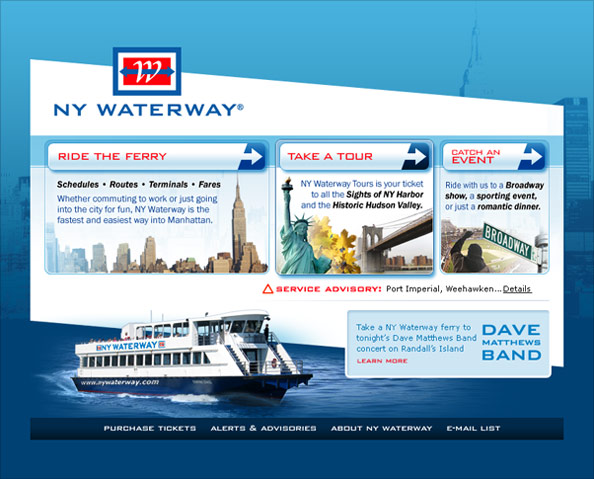 W
NY WATERWAY®
RIDE THE FERRY
Schedules • Routes • Terminals • Fares
Whether commuting to work or just going
into the city for fun, NY Waterway is the
fastest and easiest way into Manhattan.
TAKE A TOUR
NY Waterway Tours is your ticket
to all the Sights of NY Harbor
and the Historic Hudson Valley.
CATCH AN
EVENT
Ride with us to a Broadway
show, a sporting event,
or just a romantic dinner.
BROADWAY
SERVICE ADVISORY: Port Imperial, Weehawken... Details
NY WATERWAY
www.nywaterway.com
Take a NY Waterway ferry to
tonight's Dave Matthews Band
concert on Randall's Island
LEARN MORE
DAVE
MATTHEWS
BAND
PURCHASE TICKETS ALERTS & ADVISORIES ABOUT NY WATERWAY E-MAIL LIST